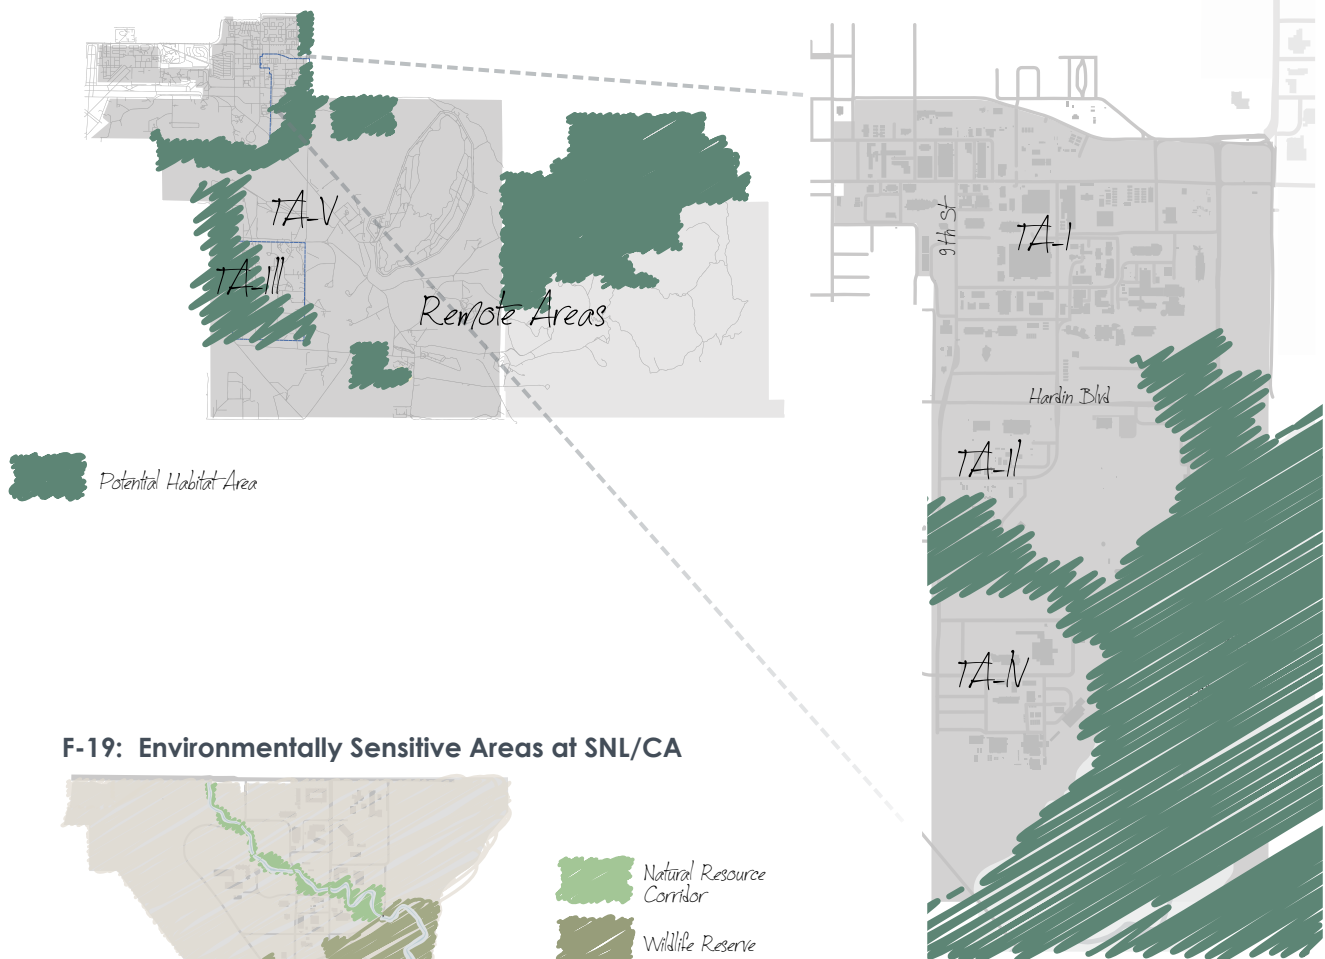 TA-V
TA-III
Remote Areas
Potential Habitat Area
9th St
TA-I
Hardin Blvd
TA-II
TA-IV
F-19: Environmentally Sensitive Areas at SNL/CA
Natural Resource
Corridor
Wildlife Reserve